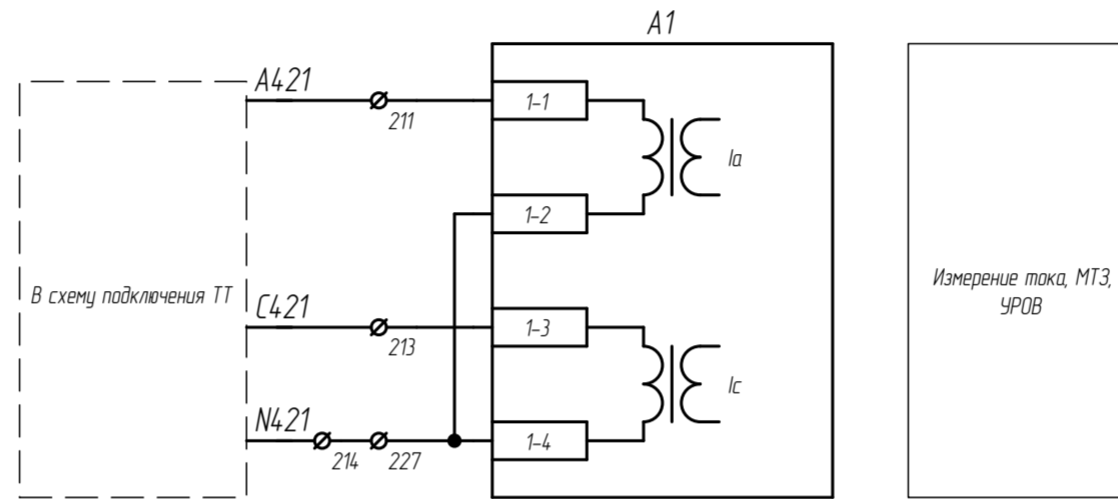 A1
A421
211
1-1
Ia
1-2
В схему подключения ТТ
C421
213
1-3
Ic
N421
214
227
1-4
Измерение тока, МТЗ,
УРОВ